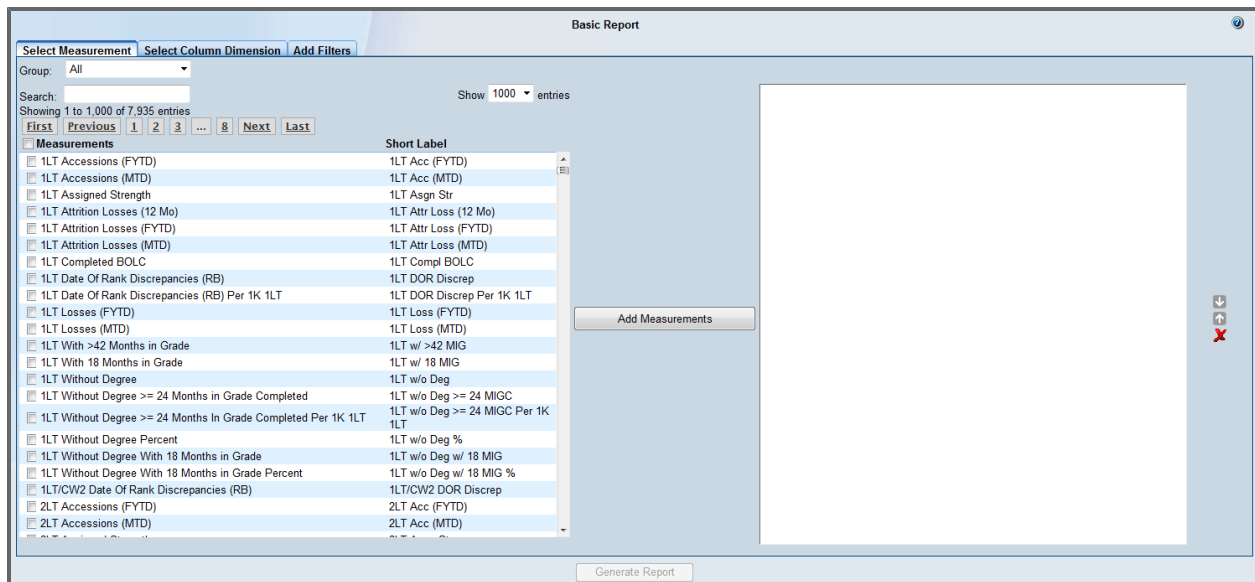 Basic Report
Select Measurement Select Column Dimension Add Filters
Group: All
Search: Show 1000 entries
Showing 1 to 1,000 of 7,935 entries
First Previous 1 2 3 ... 8 Next Last
Measurements Short Label
1LT Accessions (FYTD) 1LT Acc (FYTD)
1LT Accessions (MTD) 1LT Acc (MTD)
1LT Assigned Strength 1LT Asgn Str
1LT Attrition Losses (12 Mo) 1LT Attr Loss (12 Mo)
1LT Attrition Losses (FYTD) 1LT Attr Loss (FYTD)
1LT Attrition Losses (MTD) 1LT Attr Loss (MTD)
1LT Completed BOLC 1LT Compl BOLC
1LT Date Of Rank Discrepancies (RB) 1LT DOR Discrep
1LT Date Of Rank Discrepancies (RB) Per 1K 1LT 1LT DOR Discrep Per 1K 1LT
1LT Losses (FYTD) 1LT Loss (FYTD)
Add Measurements
1LT Losses (MTD) 1LT Loss (MTD)
1LT With >42 Months in Grade 1LT w/ >42 MIG
1LT With 18 Months in Grade 1LT w/ 18 MIG
1LT Without Degree 1LT w/o Deg
1LT Without Degree >= 24 Months in Grade Completed 1LT w/o Deg >= 24 MIGC
1LT Without Degree >= 24 Months In Grade Completed Per 1K 1LT 1LT w/o Deg >= 24 MIGC Per 1K
1LT
1LT Without Degree Percent 1LT w/o Deg %
1LT Without Degree With 18 Months in Grade 1LT w/o Deg w/ 18 MIG
1LT Without Degree With 18 Months in Grade Percent 1LT w/o Deg w/ 18 MIG %
1LT/CW2 Date Of Rank Discrepancies (RB) 1LT/CW2 DOR Discrep
2LT Accessions (FYTD) 2LT Acc (FYTD)
2LT Accessions (MTD) 2LT Acc (MTD)
Generate Report